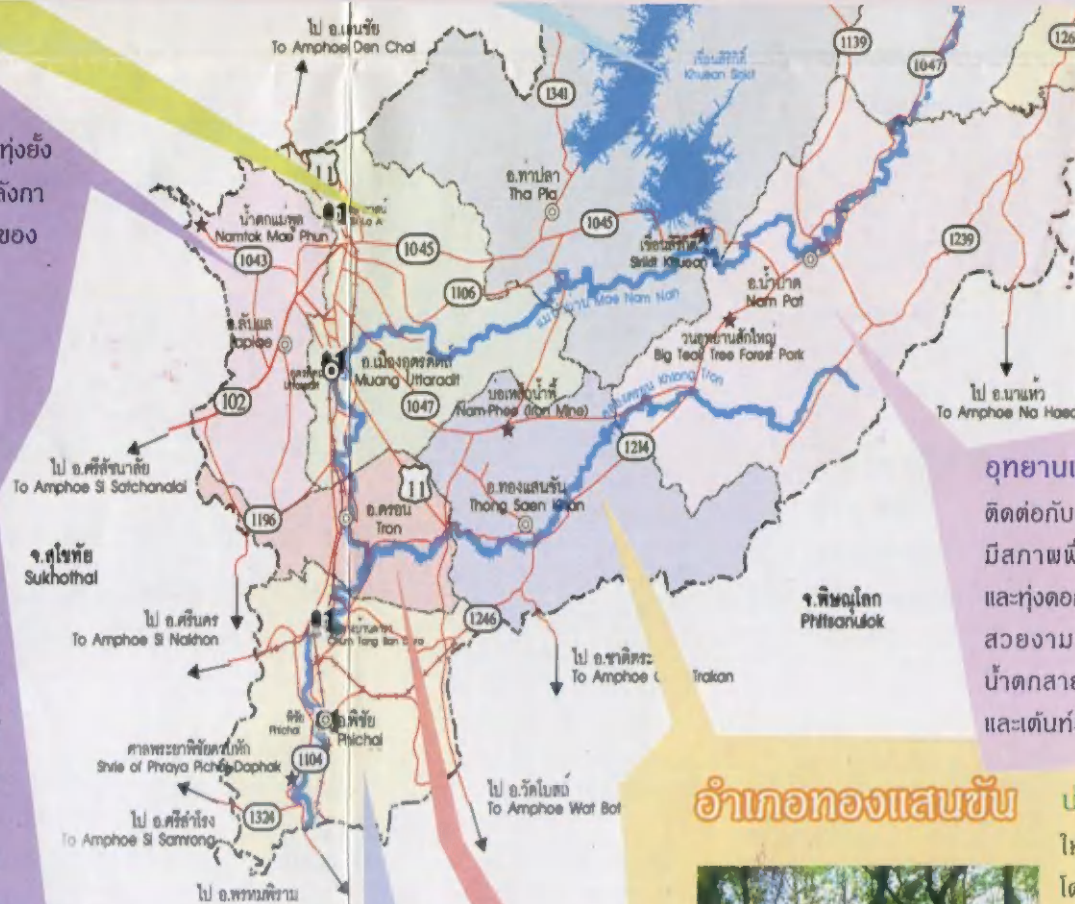 ไป อ.เด่นชัย
To Amphoe Den Chai
1139
126
1047
เขื่อนสิริกิติ์
Khuean Sirikit
1341
ทุ่งยั้ง
ลังกา
ของ
11
อ.ท่าปลา
Tha Pla
น้ำตกแม่พูล
Namtok Mae Phun
1043
1045
1045
เขื่อนสิริกิติ์
Sirikit Khuean
1239
1106
แม่น้ำน่าน Mae Nam Nan
อ.น้ำปาด
Nam Pat
วนอุทยานสักใหญ่
Big Teak Tree Forest Park
อ.ลับแล
Laplae
Uttaradit
อ.เมืองอุตรดิตถ์
Muang Uttaradit
บ่อเหล็กน้ำพี้
Nam-Phee (Iron Mine)
คลองตรอน Khlong Tron
102
1047
1214
ไป อ.นาแห้ว
To Amphoe Na Haeo
ไป อ.ศรีสัชนาลัย
To Amphoe Si Satchanalai
11
อ.ทองแสนขัน
Thong Saen Khan
อ.ตรอน
Tron
1196
อุทยานแ
ติดต่อกับ
มีสภาพพื้
และทุ่งดอก
สวยงาม
น้ำตกสาย
และเต้นท์
จ.สุโขทัย
Sukhothai
จ.พิษณุโลก
Phitsanulok
ไป อ.ศรีนคร
To Amphoe Si Nakhon
1246
Chum Tang Ban Dara
ไป อ.ชาติตระ
To Amphoe
Trakan
พิชัย
Phichai
อ.พิชัย
Phichai
ศาลพระยาพิชัยดาบหัก
Shrie of Phraya Pichai Daphak
1104
ไป อ.วัดโบสถ์
To Amphoe Wat Bot
ไป อ.ศรีสำโรง
To Amphoe Si Samrong
1324
ไป อ.พรหมพิราม
อำเภอทองแสนขัน